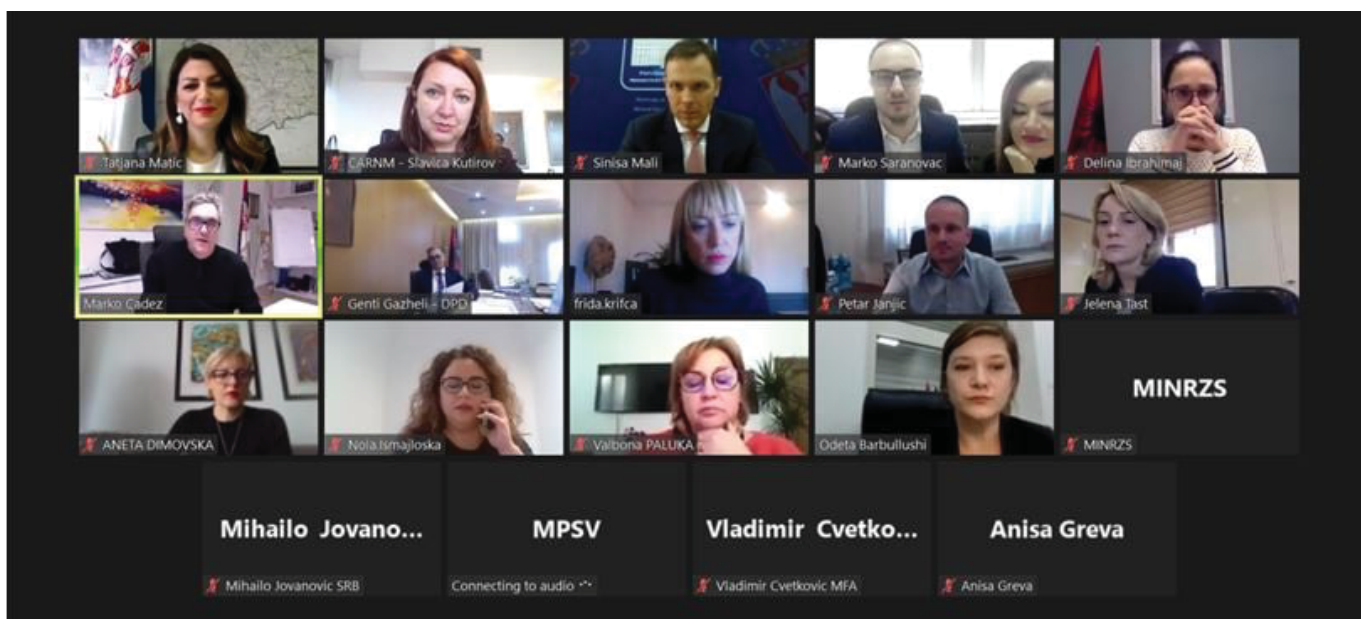 Tatjana Matic
CARNM - Slavica Kutirov
Sinisa Mali
Marko Saranovac
Delina Ibrahimaj
Marko Cadez
Genti Gazheli - DPD
frida.krifca
Petar Janjic
Jelena Tast
ANETA DIMOVSKA
Nola.Ismajloska
Valbona PALUKA
Odeta Barbullushi
MINRZS
MINRZS
Mihailo Jovano...
MPSV
Vladimir Cvetko...
Anisa Greva
Mihailo Jovanovic SRB
Connecting to audio
Vladimir Cvetkovic MFA
Anisa Greva